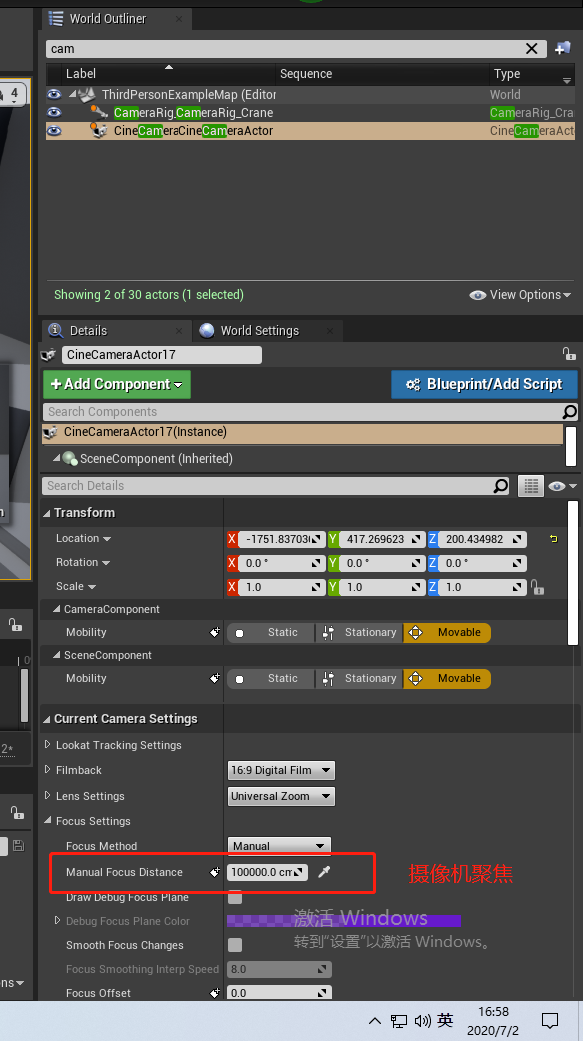 World Outliner
4
cam
Label Sequence Type
ThirdPersonExampleMap (Editor World
CameraRig_CameraRig_Crane CameraRig_Cra
CineCameraCineCameraActor CineCameraAct
Showing 2 of 30 actors (1 selected) View Options
Details World Settings
CineCameraActor17
+ Add Component Blueprint/Add Script
Search Components
CineCameraActor17(Instance)
SceneComponent (Inherited)
Search Details
Transform
Location X -1751.83703 Y 417.269623 Z 200.434982
Rotation X 0.0 ° Y 0.0 ° Z 0.0 °
Scale X 1.0 Y 1.0 Z 1.0
CameraComponent
Mobility Static Stationary Movable
SceneComponent
Mobility Static Stationary Movable
Current Camera Settings
Lookat Tracking Settings
2*
Filmback 16:9 Digital Film
Lens Settings Universal Zoom
Focus Settings
Focus Method Manual
Manual Focus Distance 100000.0 cm 摄像机聚焦
Draw Debug Focus Plane
Debug Focus Plane Color 激活 Windows
Smooth Focus Changes 转到“设置”以激活 Windows。
Focus Smoothing Interp Speed 8.0
ns
Focus Offset 0.0
英 16:58
2020/7/2